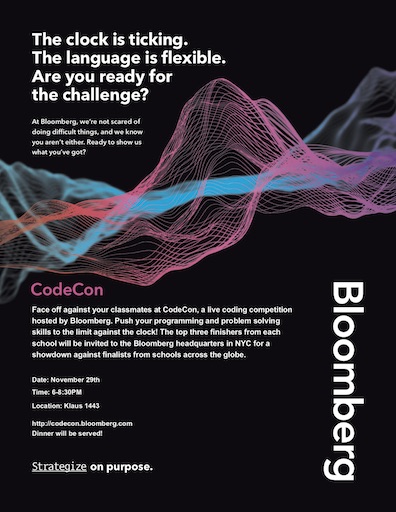 The clock is ticking.
The language is flexible.
Are you ready for
the challenge?
At Bloomberg, we're not scared of
doing difficult things, and we know
you aren't either. Ready to show us
what you've got?
CodeCon
Face off against your classmates at CodeCon, a live coding competition
hosted by Bloomberg. Push your programming and problem solving
skills to the limit against the clock! The top three finishers from each
school will be invited to the Bloomberg headquarters in NYC for a
showdown against finalists from schools across the globe.
Date: November 29th
Time: 6-8:30PM
Location: Klaus 1443
http://codecon.bloomberg.com
Dinner will be served!
Strategize on purpose.
Bloomberg